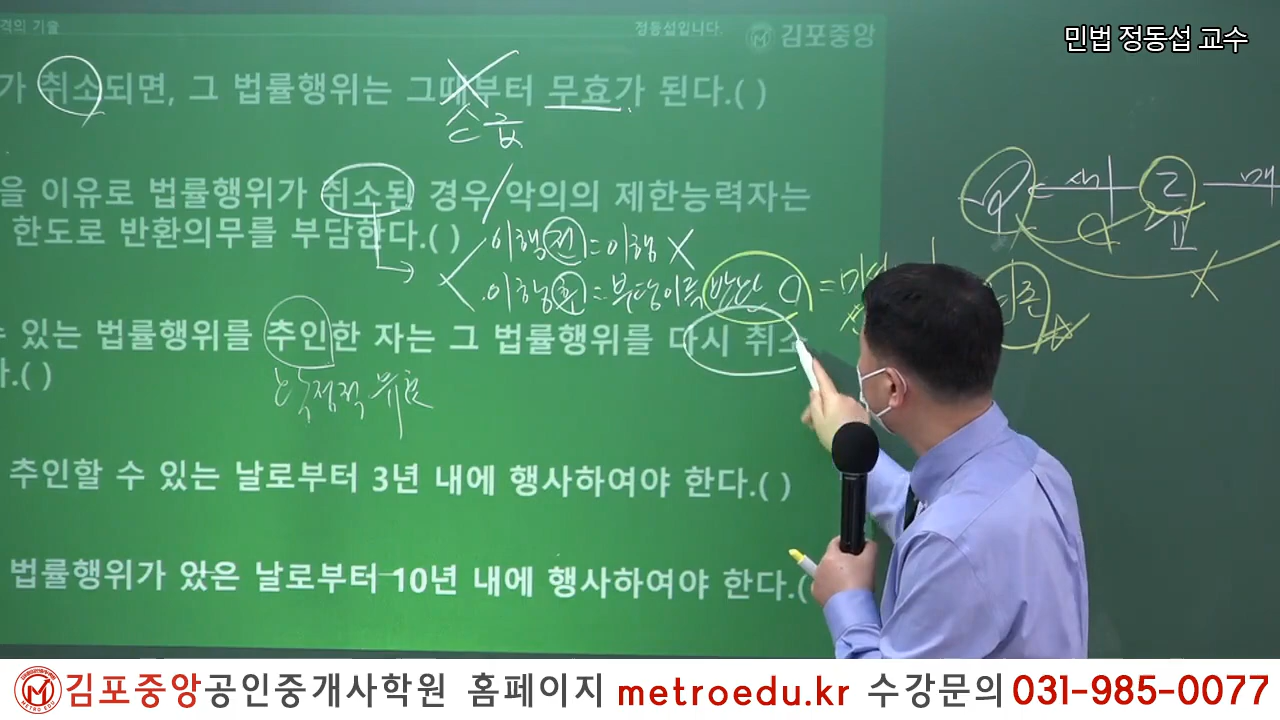 격의 기술
정동섭입니다.
김포중앙
민법 정동섭 교수
가 취소되면, 그 법률행위는 그때부터 무효가 된다.( )
소급
을 이유로 법률행위가 취소된 경우 악의의 제한능력자는
한도로 반환의무를 부담한다.( )
이행 전 = 이행 X
이행 후 = 부당이득 반환 O =
있는 법률행위를 추인한 자는 그 법률행위를 다시 취소
.( )
확정적 유효
추인할 수 있는 날로부터 3년 내에 행사하여야 한다.( )
법률행위가 있은 날로부터 10년 내에 행사하여야 한다.(
김포중앙공인중개사학원 홈페이지 metroedu.kr 수강문의 031-985-0077
METRO EDU